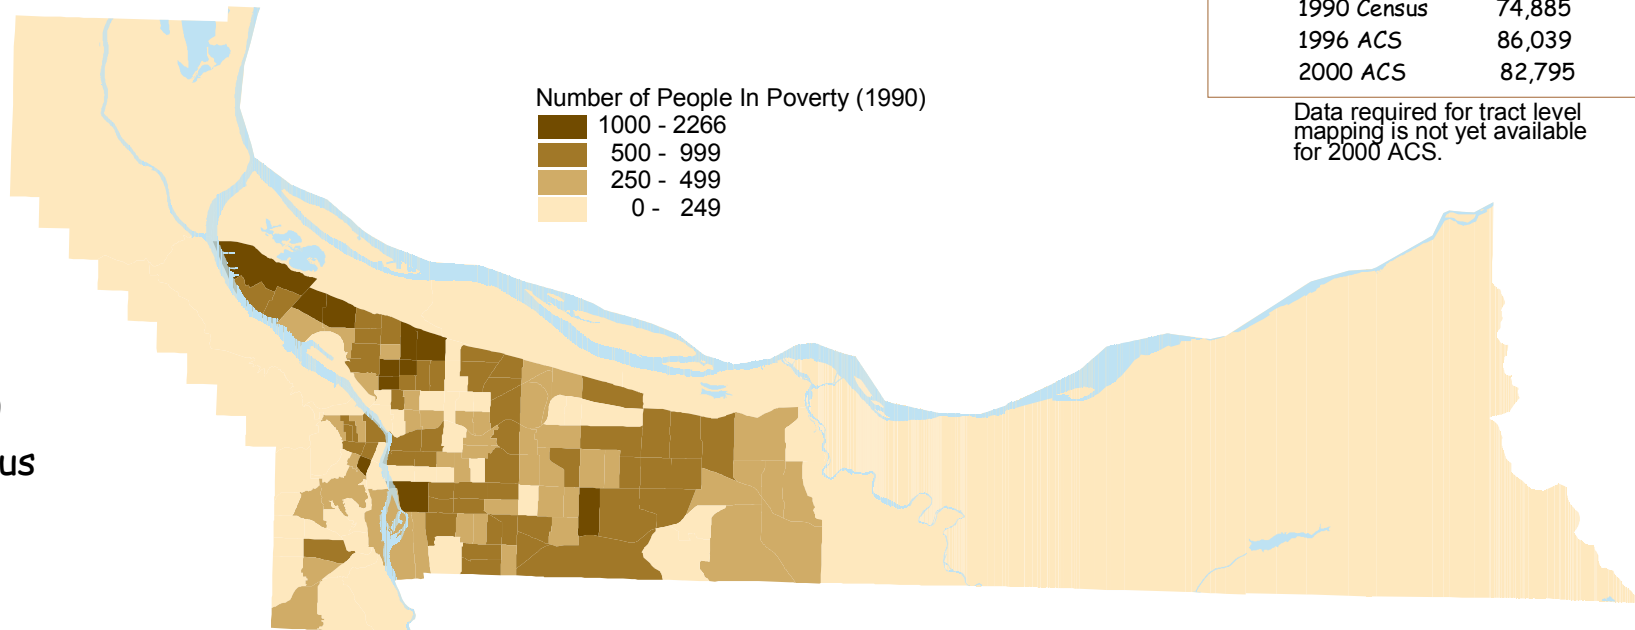 1990 Census 74,885
1996 ACS 86,039
2000 ACS 82,795
Data required for tract level
mapping is not yet available
for 2000 ACS.
Number of People In Poverty (1990)
1000 - 2266
500 - 999
250 - 499
0 - 249
us